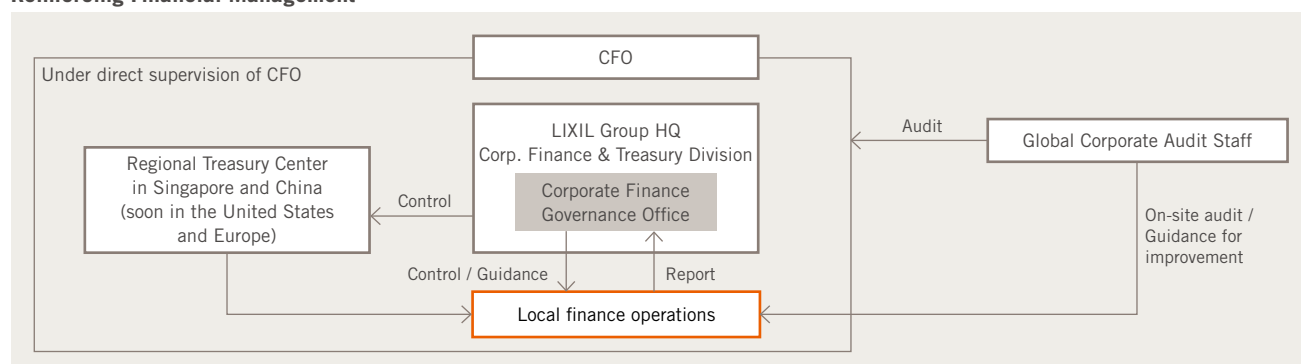 Reinforcing Financial management
CFO
Under direct supervision of CFO
LIXIL Group HQ
Corp. Finance & Treasury Division
Corporate Finance
Governance Office
Regional Treasury Center
in Singapore and China
(soon in the United States
and Europe)
Control
Audit
Global Corporate Audit Staff
On-site audit /
Guidance for
improvement
Control / Guidance
Report
Local finance operations